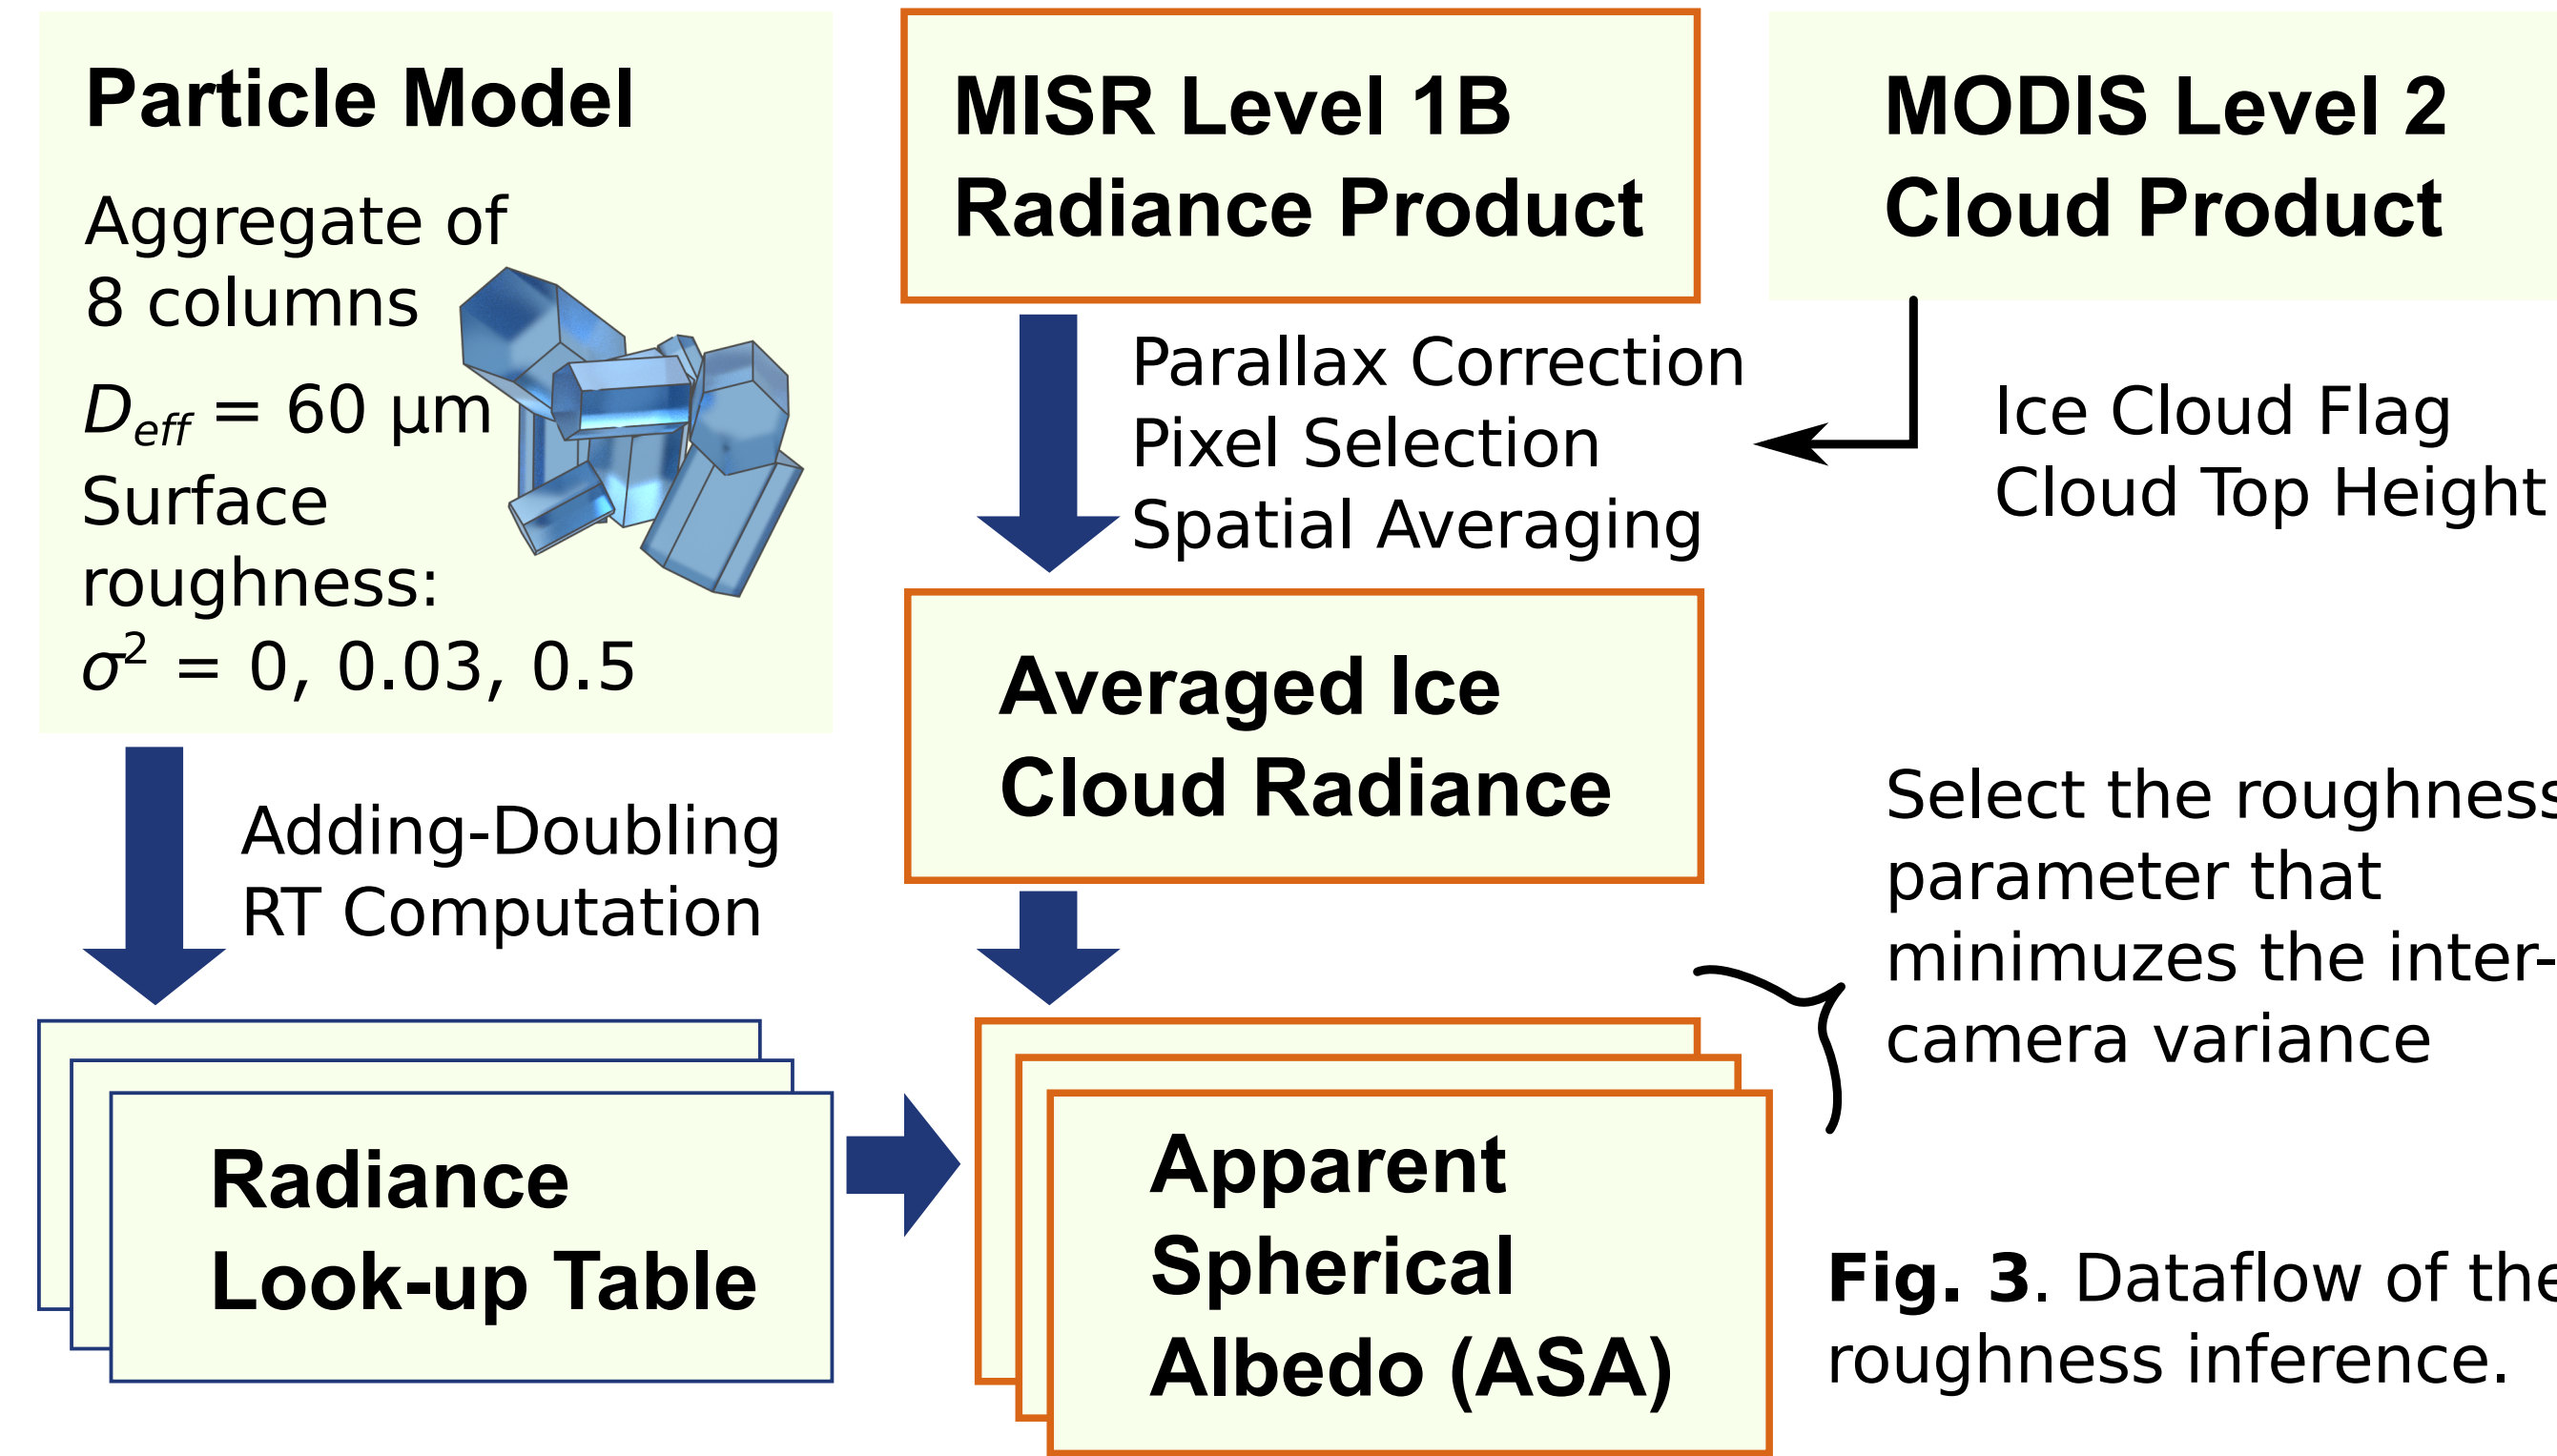 Particle Model
Aggregate of
8 columns
D_eff = 60 μm
Surface
roughness:
σ² = 0, 0.03, 0.5
Adding-Doubling
RT Computation
Radiance
Look-up Table
MISR Level 1B
Radiance Product
Parallax Correction
Pixel Selection
Spatial Averaging
Averaged Ice
Cloud Radiance
Apparent
Spherical
Albedo (ASA)
MODIS Level 2
Cloud Product
Ice Cloud Flag
Cloud Top Height
Select the roughness
parameter that
minimuzes the inter-
camera variance
Fig. 3. Dataflow of the
roughness inference.